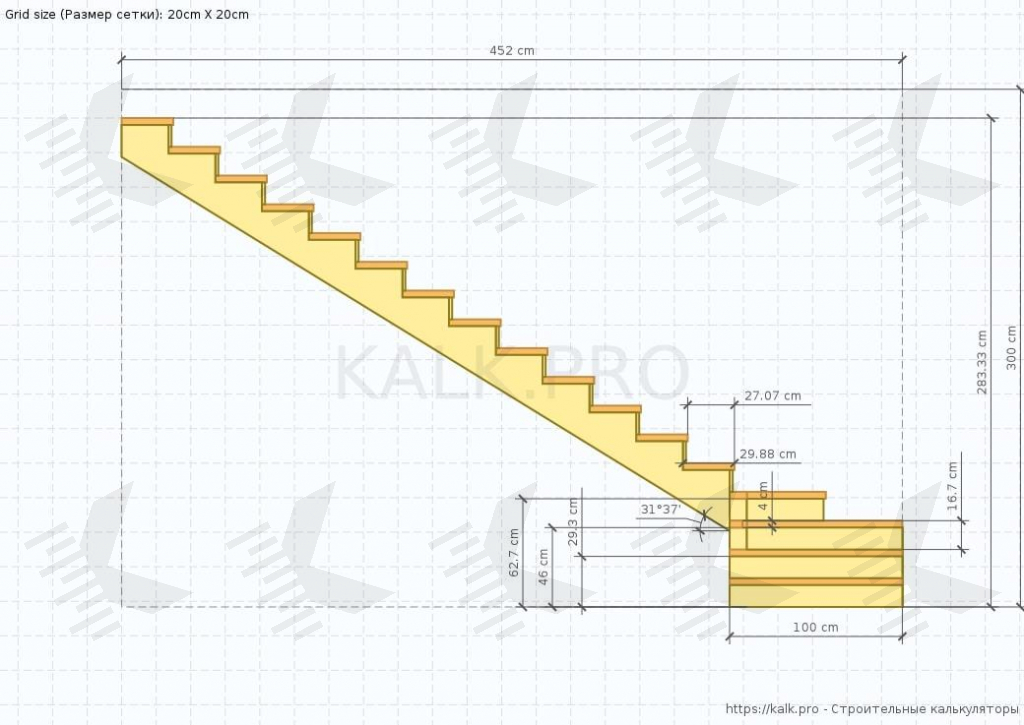 Grid size (Размер сетки): 20cm X 20cm
452 cm
KALK.PRO
283.33 cm
300 cm
27.07 cm
29.88 cm
4 cm
16.7 cm
31°37'
29.3 cm
62.7 cm
46 cm
100 cm
https://kalk.pro - Строительные калькуляторы